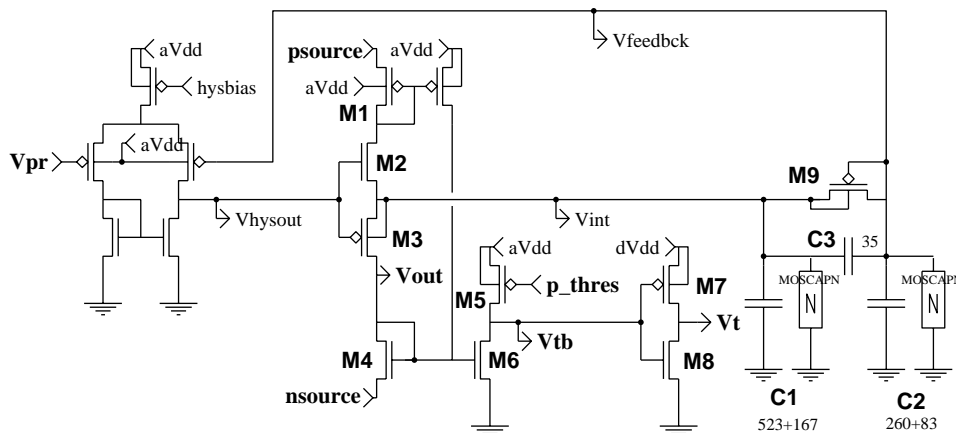 Vfeedbck
aVdd
psource
aVdd
hysbias
aVdd
M1
aVdd
Vpr
M2
M9
Vhysout
Vint
M3
C3
35
aVdd
dVdd
MOSCAPN
MOSCAPN
Vout
M5
p_thres
M7
N
N
Vtb
Vt
M4
M6
M8
nsource
C1
C2
523+167
260+83